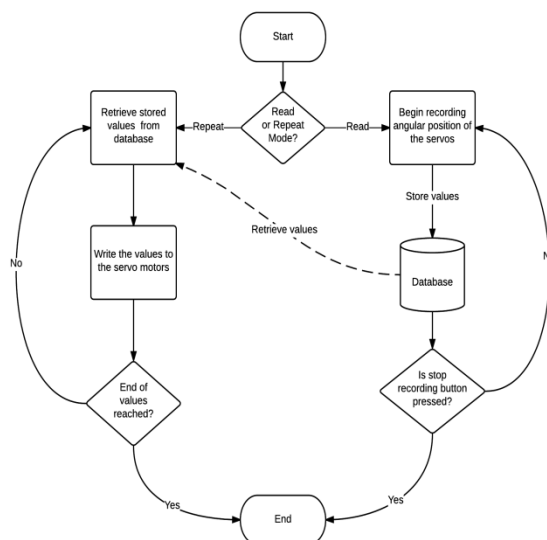 Start
Read
or Repeat
Mode?
Repeat
Read
Retrieve stored
values from
database
Begin recording
angular position of
the servos
Store values
Retrieve values
Write the values to
the servo motors
Database
No
End of
values
reached?
Is stop
recording button
pressed?
Yes
Yes
End